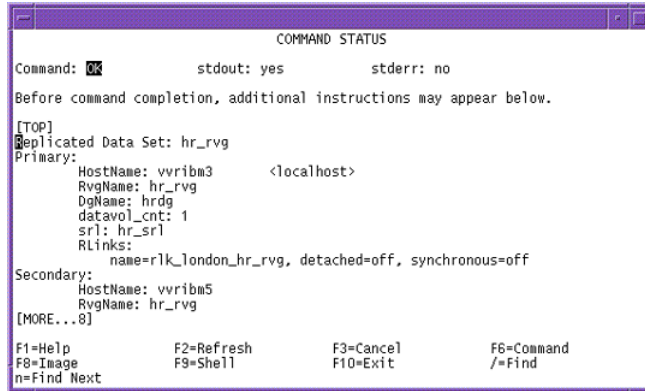 COMMAND STATUS
Command: OK stdout: yes stderr: no
Before command completion, additional instructions may appear below.
[TOP]
Replicated Data Set: hr_rvg
Primary:
HostName: vvribm3 <localhost>
RvgName: hr_rvg
DgName: hrdg
datavol_cnt: 1
srl: hr_srl
RLinks:
name=rlk_london_hr_rvg, detached=off, synchronous=off
Secondary:
HostName: vvribm5
RvgName: hr_rvg
[MORE...8]
F1=Help F2=Refresh F3=Cancel F6=Command
F8=Image F9=Shell F10=Exit /=Find
n=Find Next